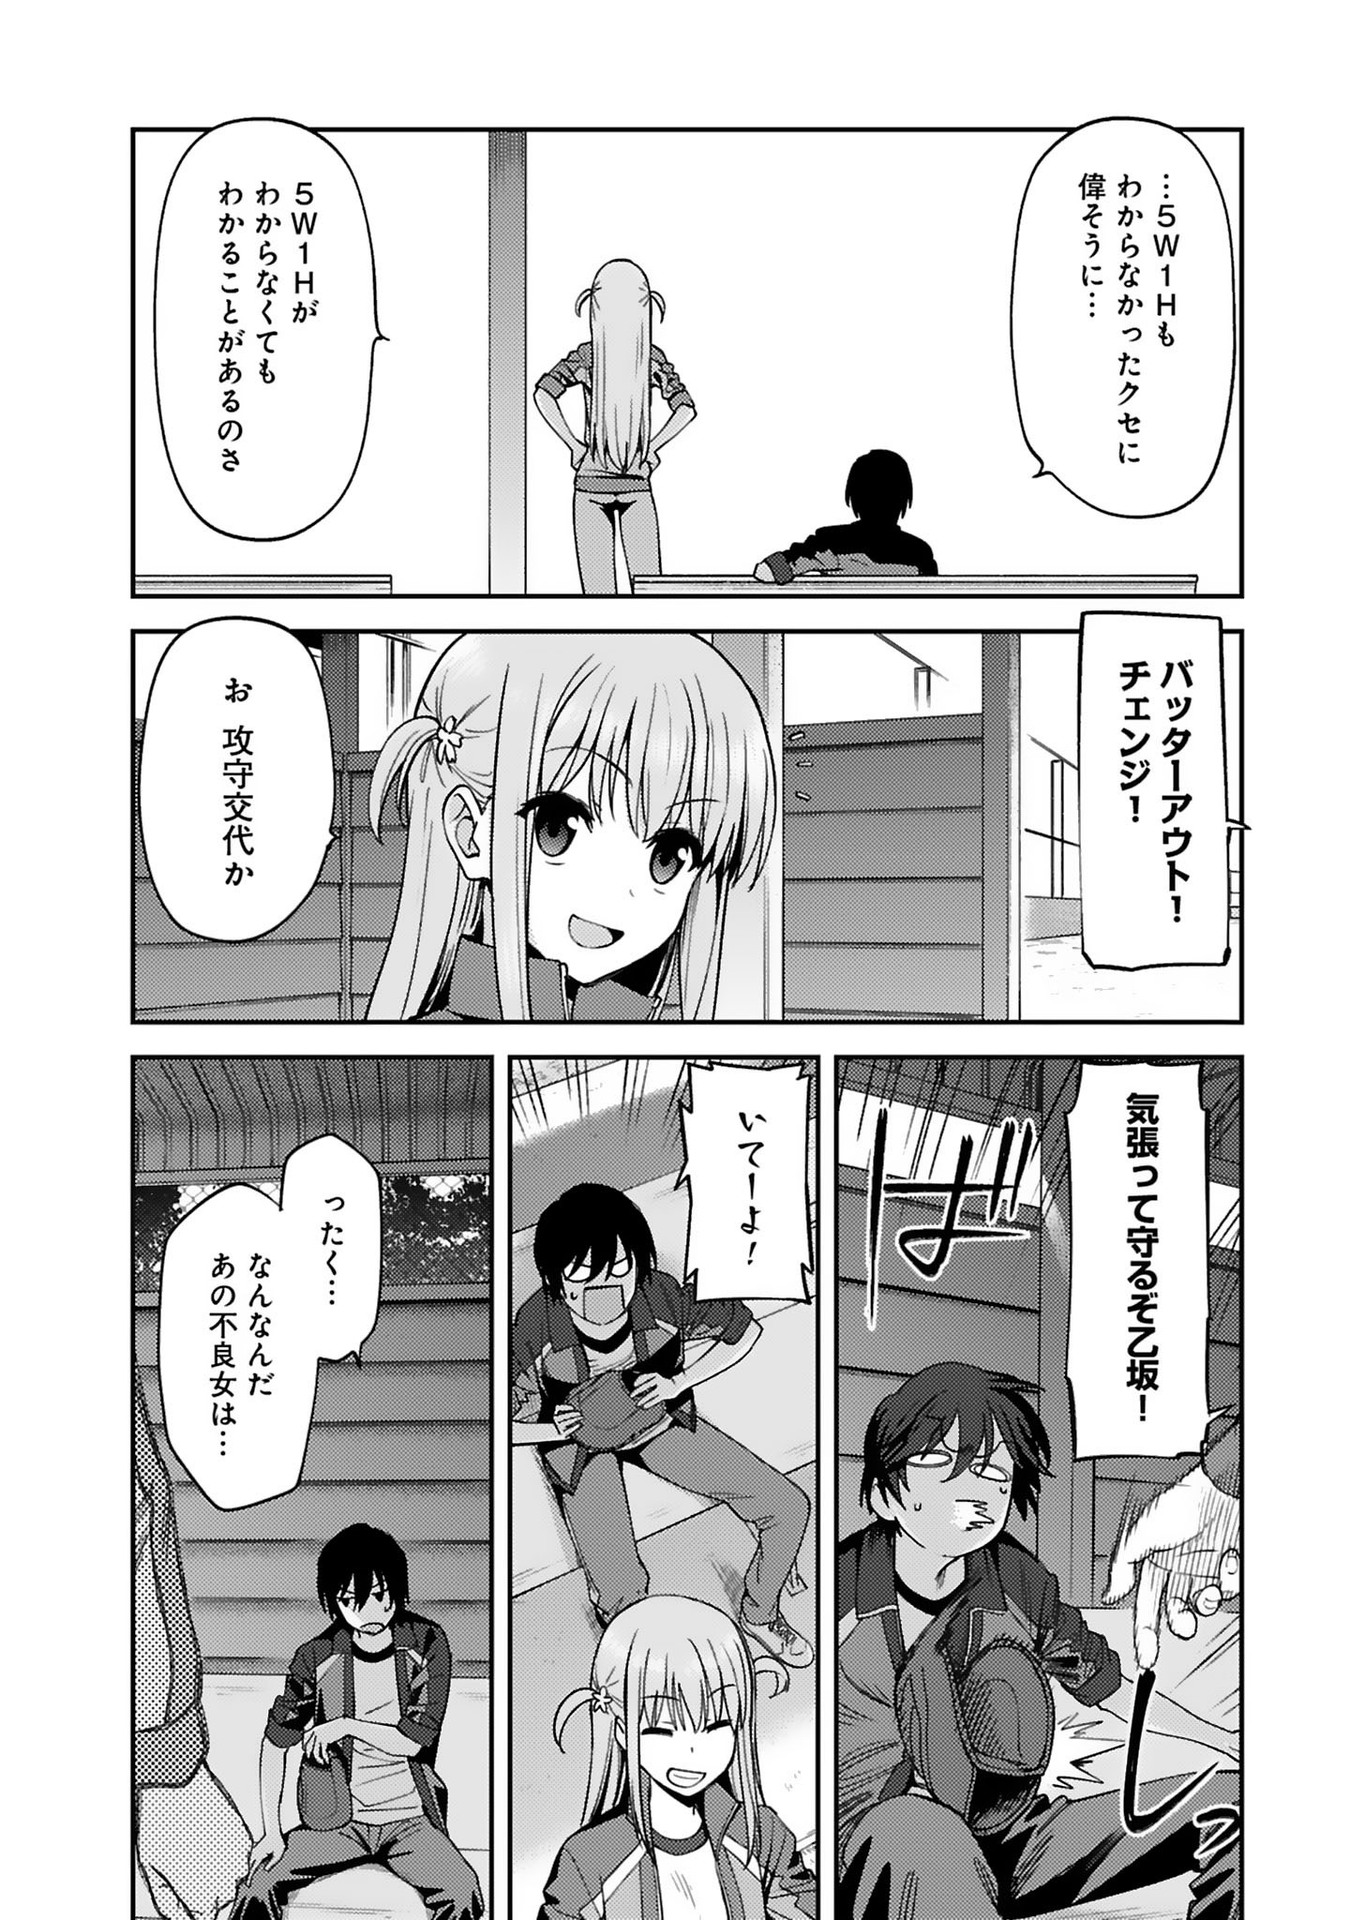 …５Ｗ１Ｈも
わからなかったクセに
偉そうに…
５Ｗ１Ｈが
わからなくても
わかることがあるのさ
バッターアウト！
チェンジ！
お 攻守交代か
気張って守るぞ乙坂！
ばしっ
いてーよ！
ったく…
なんなんだ
あの不良女は…